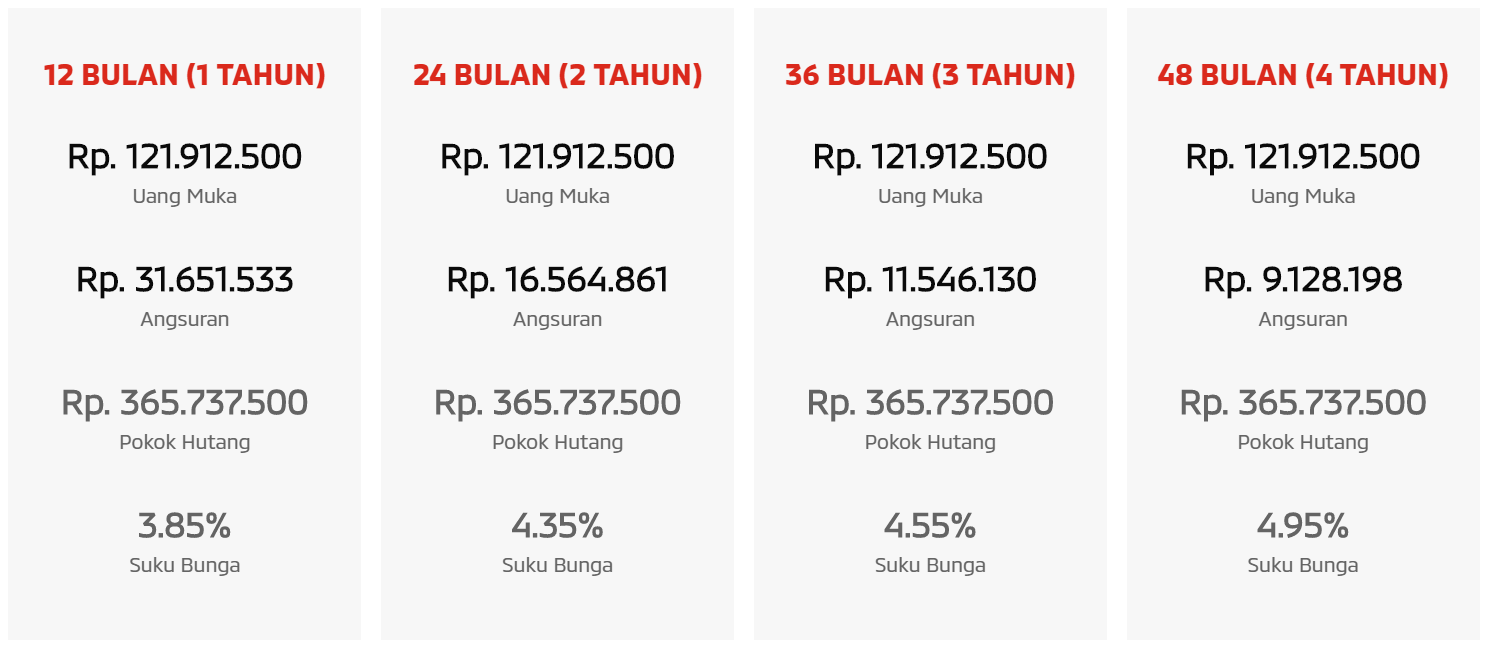 12 BULAN (1 TAHUN)
Rp. 121.912.500
Uang Muka
Rp. 31.651.533
Angsuran
Rp. 365.737.500
Pokok Hutang
3.85%
Suku Bunga
24 BULAN (2 TAHUN)
Rp. 121.912.500
Uang Muka
Rp. 16.564.861
Angsuran
Rp. 365.737.500
Pokok Hutang
4.35%
Suku Bunga
36 BULAN (3 TAHUN)
Rp. 121.912.500
Uang Muka
Rp. 11.546.130
Angsuran
Rp. 365.737.500
Pokok Hutang
4.55%
Suku Bunga
48 BULAN (4 TAHUN)
Rp. 121.912.500
Uang Muka
Rp. 9.128.198
Angsuran
Rp. 365.737.500
Pokok Hutang
4.95%
Suku Bunga